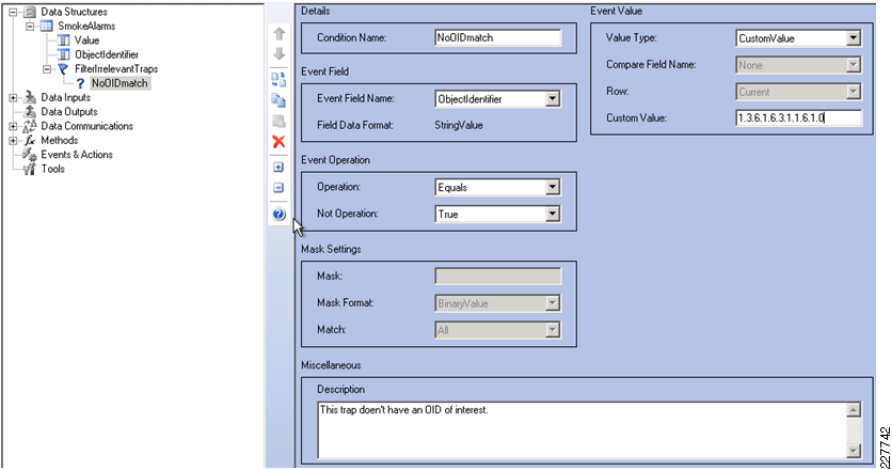 Data Structures
SmokeAlarms
Value
ObjectIdentifier
FilterIrrelevantTraps
NoOIDmatch
Data Inputs
Data Outputs
Data Communications
Methods
Events & Actions
Tools
Details
Condition Name: NoOIDmatch
Event Field
Event Field Name: ObjectIdentifier
Field Data Format: StringValue
Event Operation
Operation: Equals
Not Operation: True
Mask Settings
Mask:
Mask Format: BinaryValue
Match: All
Miscellaneous
Description
This trap doen't have an OID of interest.
Event Value
Value Type: CustomValue
Compare Field Name: None
Row: Current
Custom Value: 1.3.6.1.6.3.1.1.6.1.0
227742